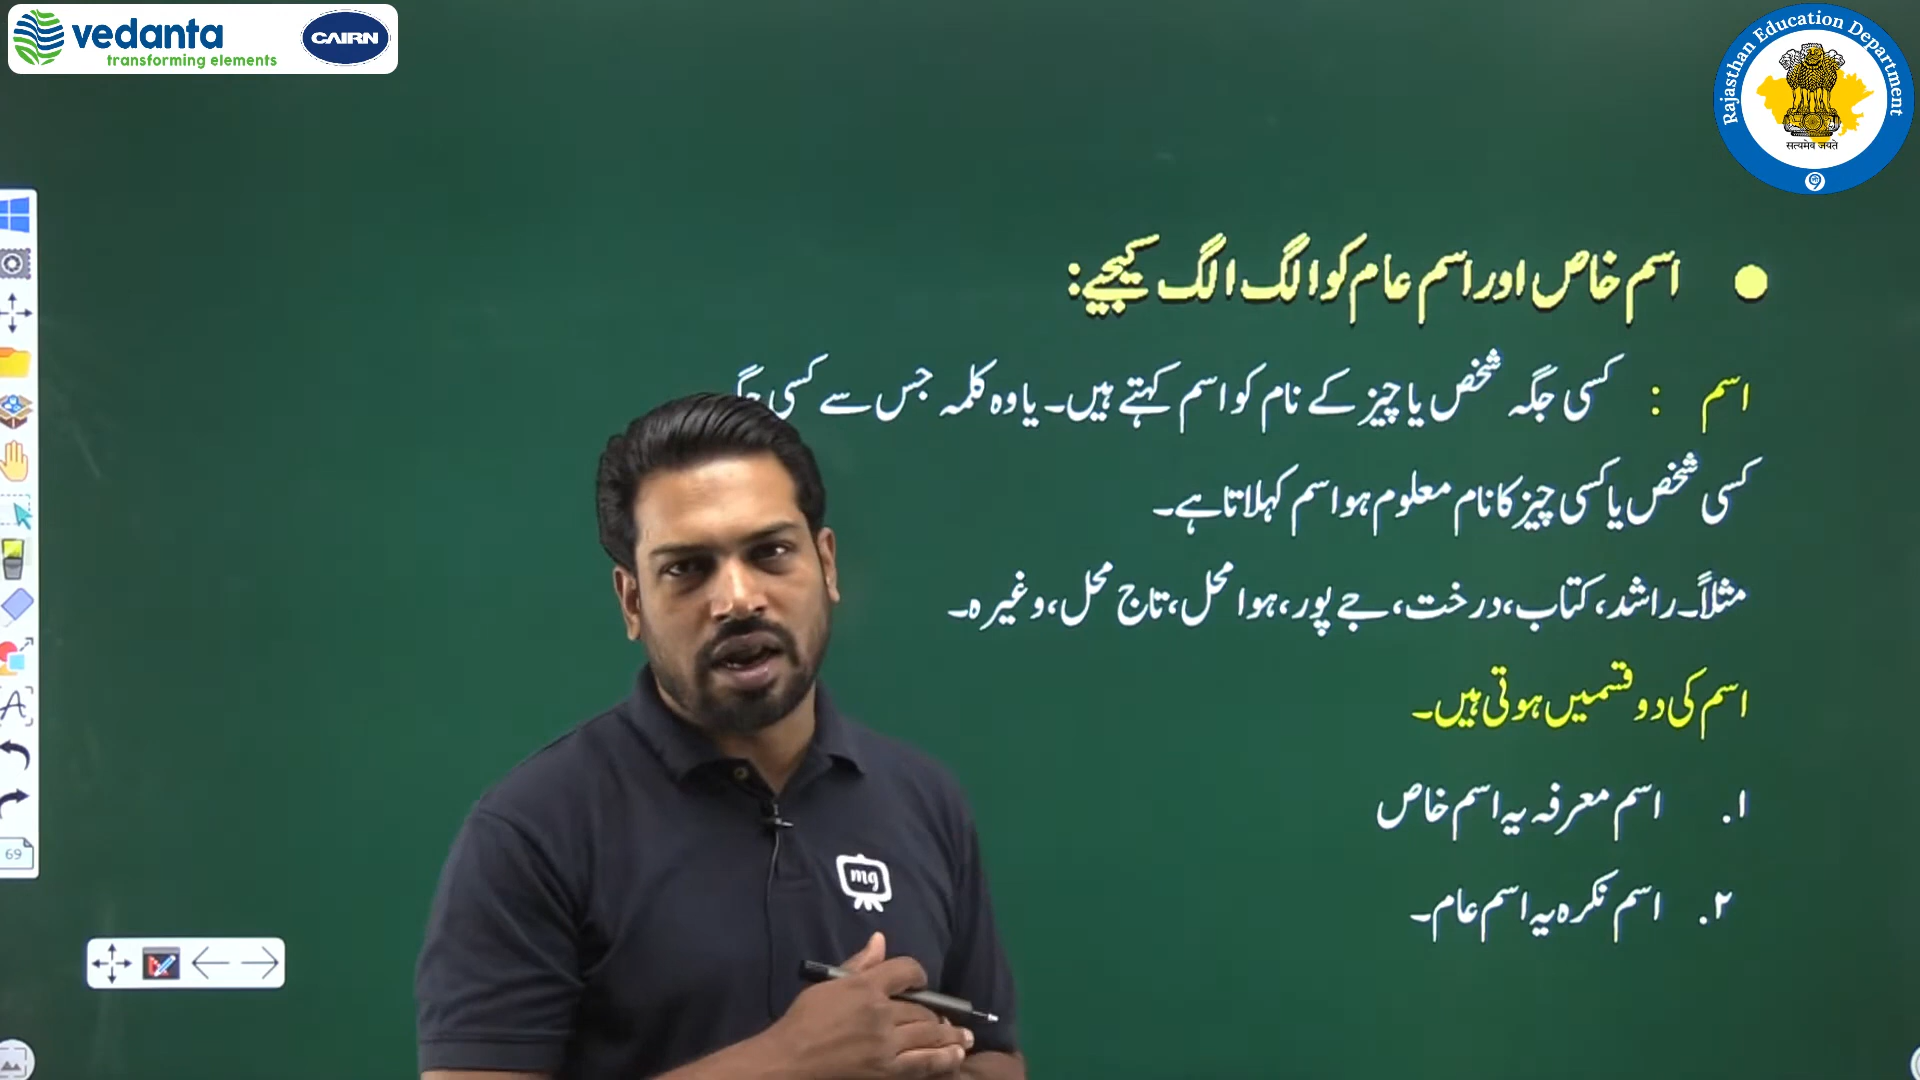 vedanta
transforming elements
CAIRN
Rajasthan Education Department
सत्यमेव जयते
اسم خاص اور اسم عام کو الگ الگ کیجیے:
اسم : کسی جگہ شخص یا چیز کے نام کو اسم کہتے ہیں۔ یا وہ کلمہ جس سے کسی
کسی شخص یا کسی چیز کا نام معلوم ہو اسم کہلاتا ہے۔
مثلاً۔ راشد، کتاب، درخت، جے پور، ہوا محل، تاج محل، وغیرہ۔
اسم کی دو قسمیں ہوتی ہیں۔
۱. اسم معرفہ یہ اسم خاص
۲. اسم نکرہ یہ اسم عام۔
mg
69